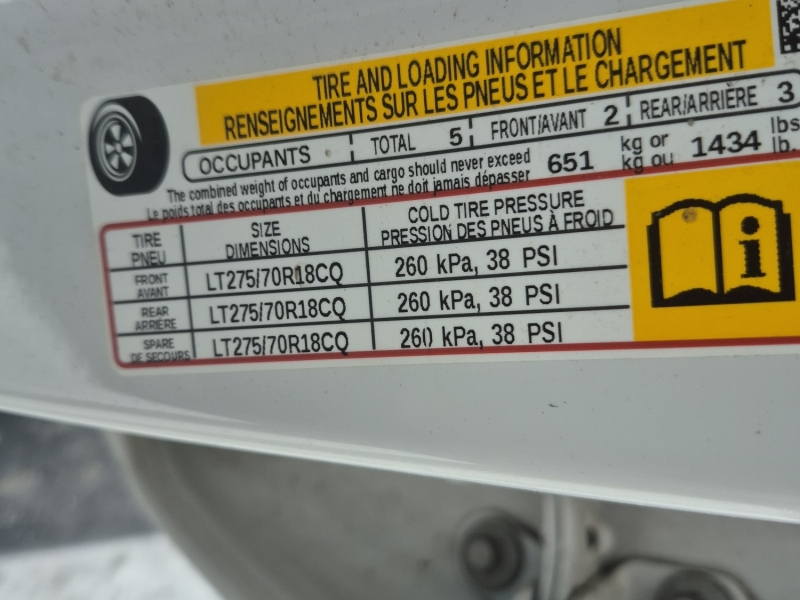 TIRE AND LOADING INFORMATION
RENSEIGNEMENTS SUR LES PNEUS ET LE CHARGEMENT
OCCUPANTS TOTAL 5 FRONT/AVANT 2 REAR/ARRIÈRE 3
The combined weight of occupants and cargo should never exceed
Le poids total des occupants et du chargement ne doit jamais dépasser
651 kg or 1434 lbs
kg ou lb.
TIRE SIZE COLD TIRE PRESSURE
PNEU DIMENSIONS PRESSION DES PNEUS À FROID
FRONT
AVANT LT275/70R18CQ 260 kPa, 38 PSI
REAR
ARRIÈRE LT275/70R18CQ 260 kPa, 38 PSI
SPARE
DE SECOURS LT275/70R18CQ 260 kPa, 38 PSI
i